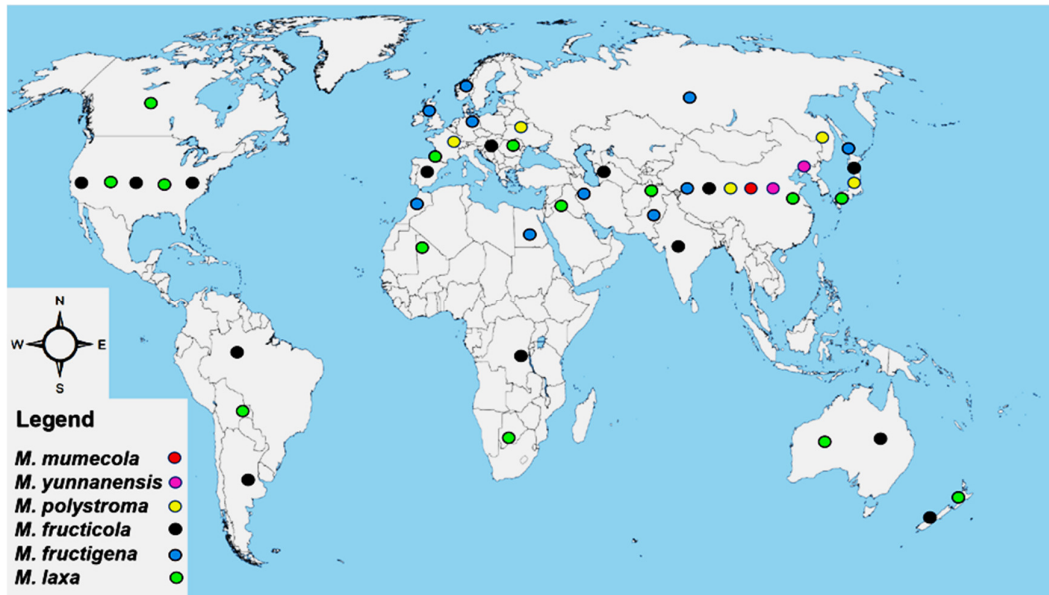 N
W E
S
Legend
M. mumecola
M. yunnanensis
M. polystroma
M. fructicola
M. fructigena
M. laxa